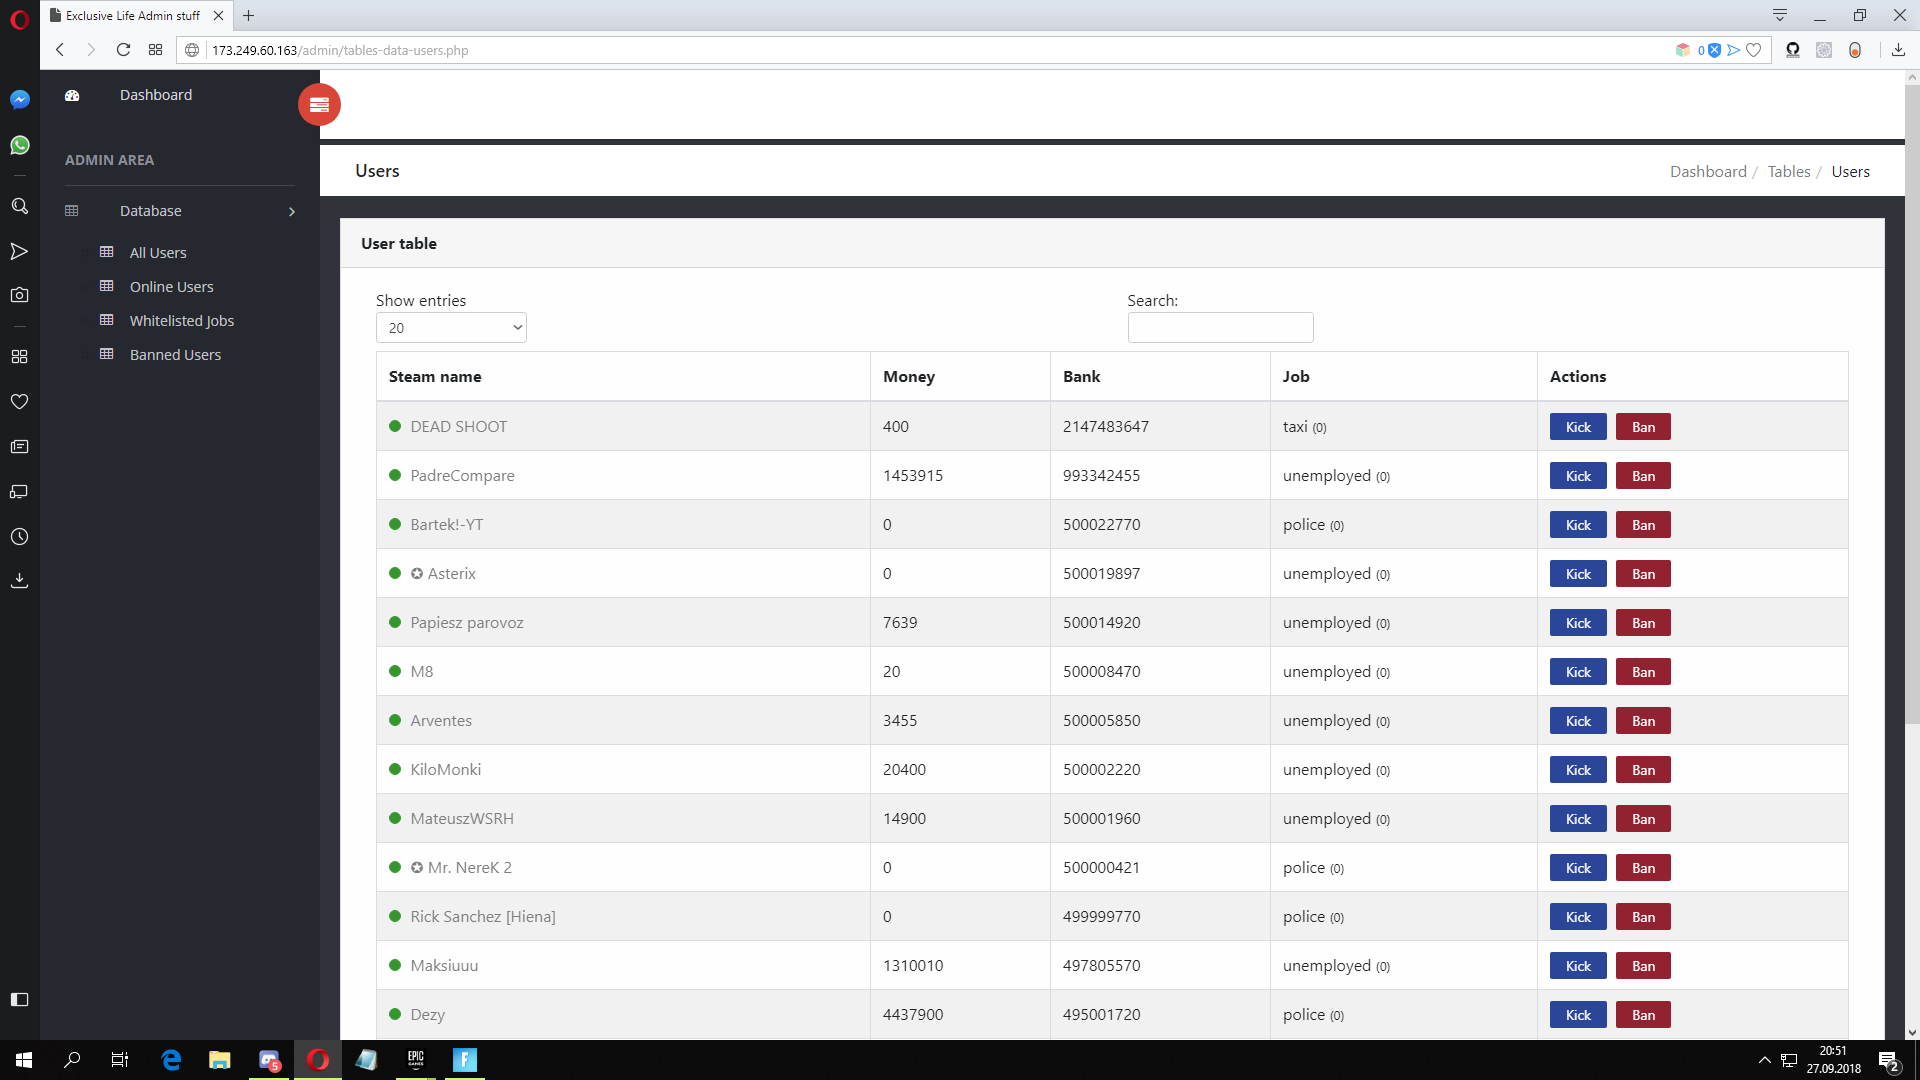 Exclusive Life Admin stuff
173.249.60.163/admin/tables-data-users.php
0
Dashboard
ADMIN AREA
Database
All Users
Online Users
Whitelisted Jobs
Banned Users
Users
Dashboard / Tables / Users
User table
Show entries
20
Search:
Steam name Money Bank Job Actions
DEAD SHOOT 400 2147483647 taxi (0) Kick Ban
PadreCompare 1453915 993342455 unemployed (0) Kick Ban
Bartek!-YT 0 500022770 police (0) Kick Ban
✪ Asterix 0 500019897 unemployed (0) Kick Ban
Papiesz parovoz 7639 500014920 unemployed (0) Kick Ban
M8 20 500008470 unemployed (0) Kick Ban
Arventes 3455 500005850 unemployed (0) Kick Ban
KiloMonki 20400 500002220 unemployed (0) Kick Ban
MateuszWSRH 14900 500001960 unemployed (0) Kick Ban
✪ Mr. NereK 2 0 500000421 police (0) Kick Ban
Rick Sanchez [Hiena] 0 499999770 police (0) Kick Ban
Maksiuuu 1310010 497805570 unemployed (0) Kick Ban
Dezy 4437900 495001720 police (0) Kick Ban
5
EPIC
GAMES
F
20:51
27.09.2018
2